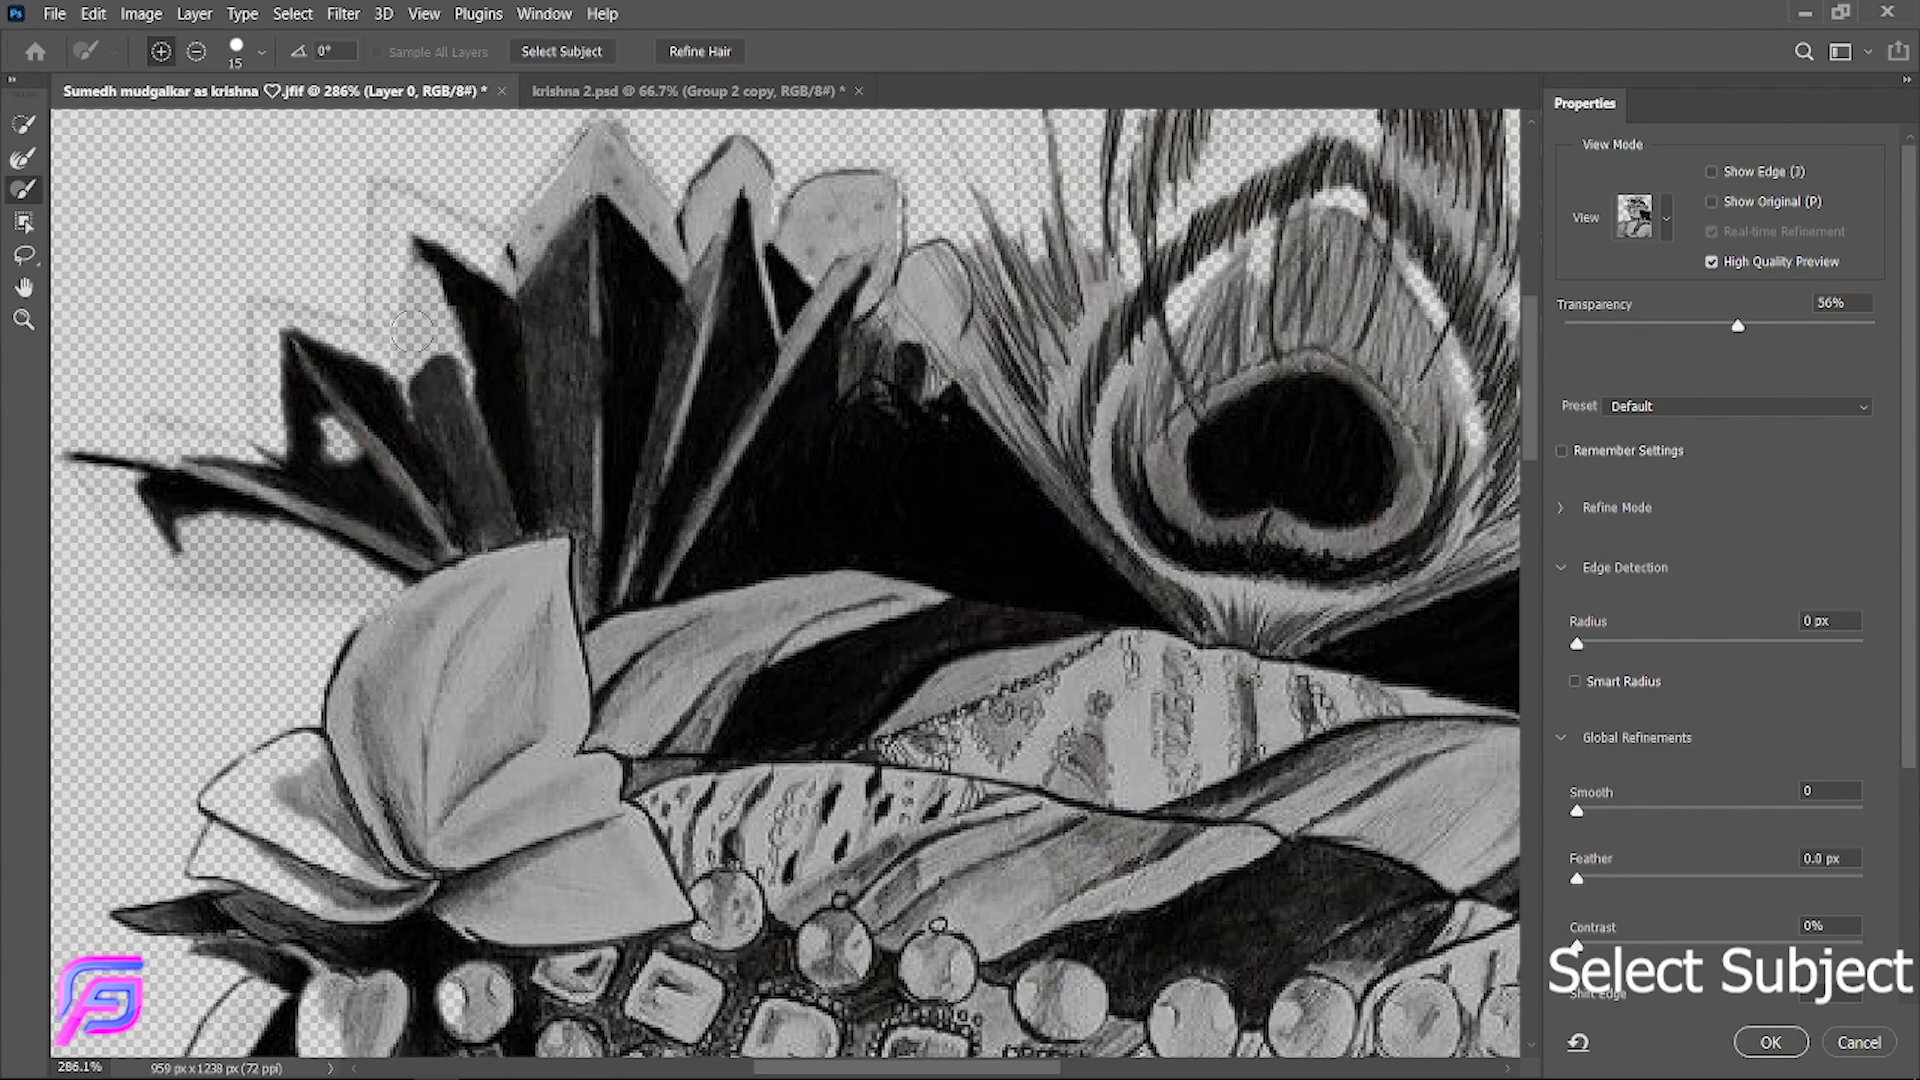 File Edit Image Layer Type Select Filter 3D View Plugins Window Help
15 0° Sample All Layers Select Subject Refine Hair
Sumedh mudgalkar as krishna ♡.jfif @ 286% (Layer 0, RGB/8#) * krishna 2.psd @ 66.7% (Group 2 copy, RGB/8#) *
Properties
View Mode
Show Edge (J)
View Show Original (P)
Real-time Refinement
High Quality Preview
Transparency 56%
Preset Default
Remember Settings
Refine Mode
Edge Detection
Radius 0 px
Smart Radius
Global Refinements
Smooth 0
Feather 0.0 px
Contrast 0%
Select Subject
Shift Edge
OK Cancel
286.1% 959 px x 1238 px (72 ppi)